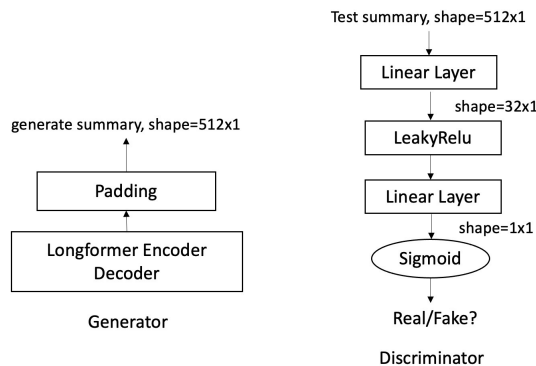 generate summary, shape=512x1
Padding
Longformer Encoder
Decoder
Generator
Test summary, shape=512x1
Linear Layer
shape=32x1
LeakyRelu
Linear Layer
shape=1x1
Sigmoid
Real/Fake?
Discriminator